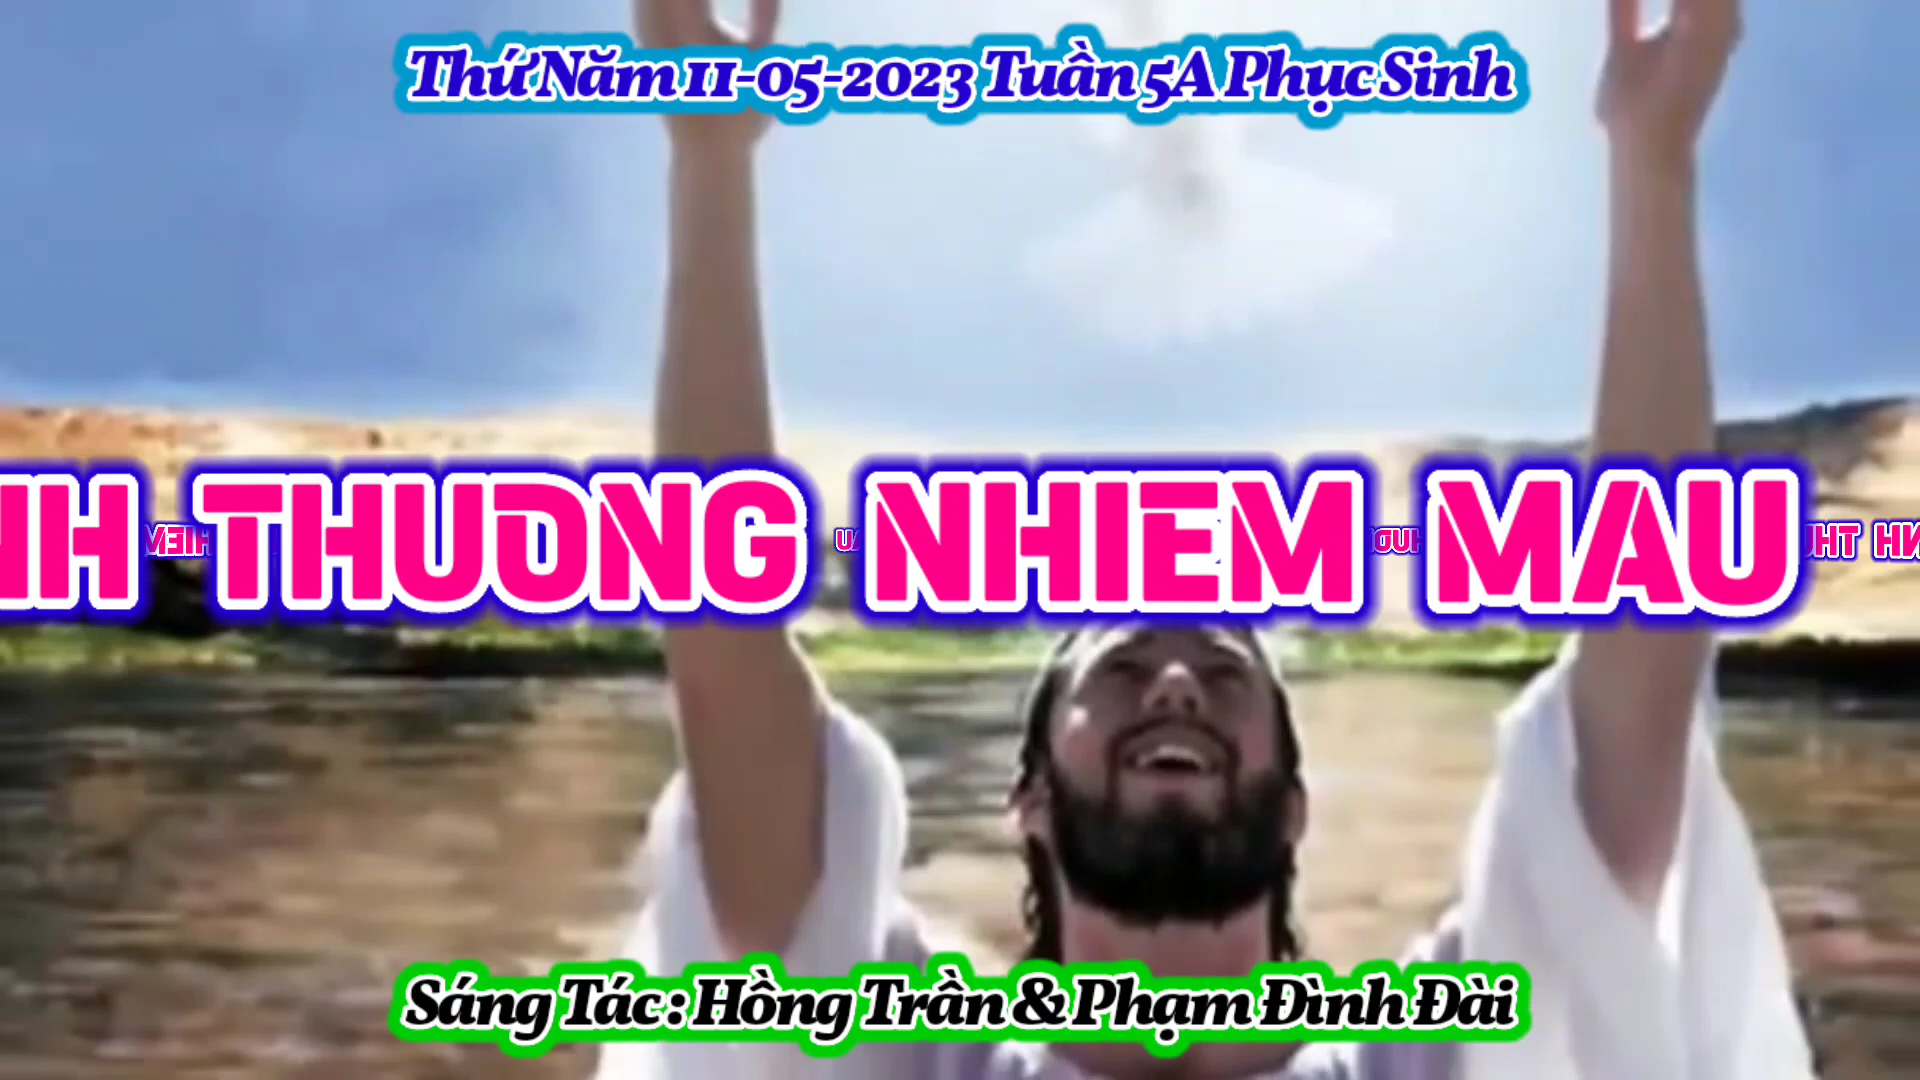 Thứ Năm 11-05-2023 Tuần 5A Phục Sinh
NH THUONG NHIEM MAU
Sáng Tác : Hồng Trần & Phạm Đình Đài